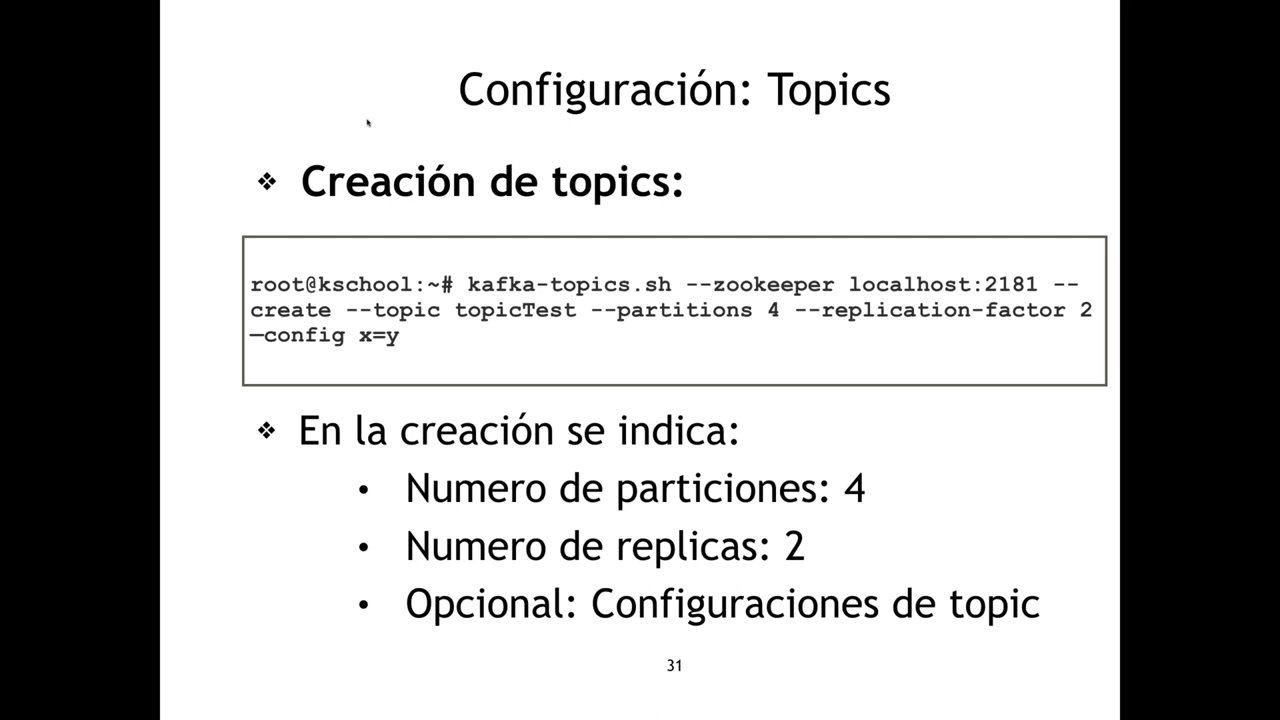 Configuración: Topics
❖ Creación de topics:
root@kschool:~# kafka-topics.sh --zookeeper localhost:2181 --
create --topic topicTest --partitions 4 --replication-factor 2
—config x=y
❖ En la creación se indica:
• Numero de particiones: 4
• Numero de replicas: 2
• Opcional: Configuraciones de topic
31